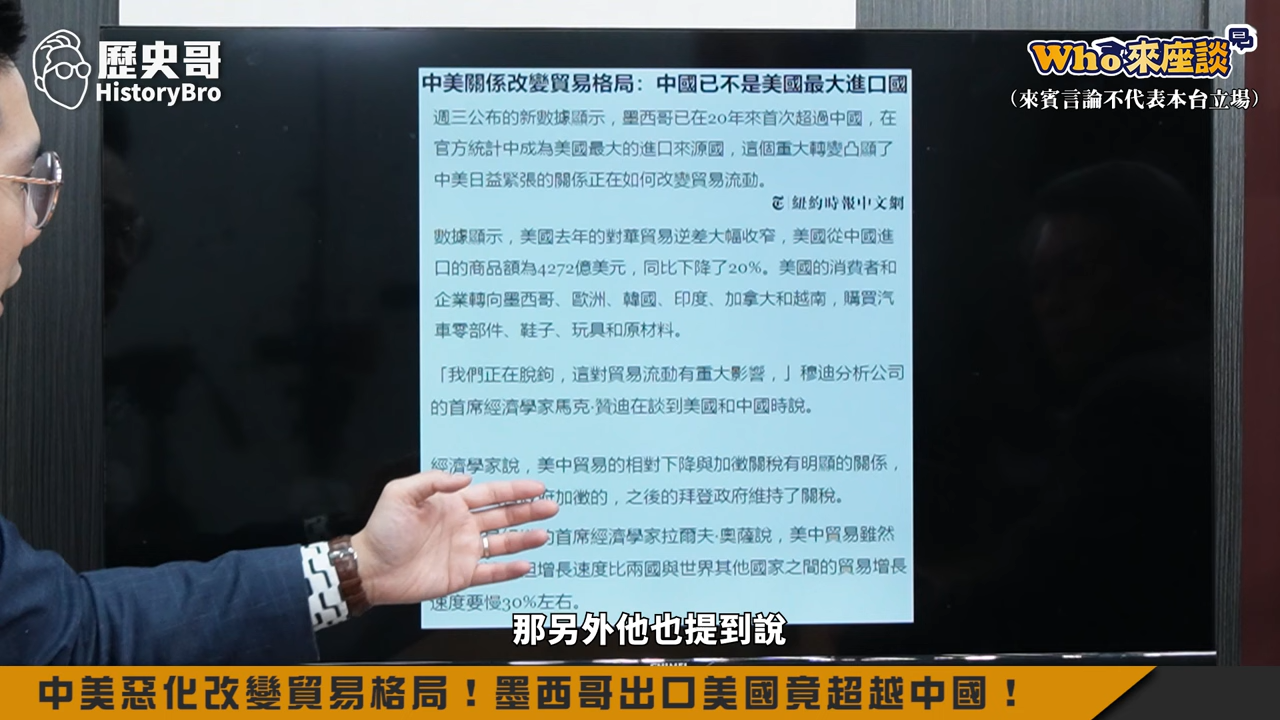 歷史哥
HistoryBro
Who來座談
(來賓言論不代表本台立場)
中美關係改變貿易格局：中國已不是美國最大進口國
週三公布的新數據顯示，墨西哥已在20年來首次超過中國，在
官方統計中成為美國最大的進口來源國，這個重大轉變凸顯了
中美日益緊張的關係正在如何改變貿易流動。
紐約時報中文網
數據顯示，美國去年的對華貿易逆差大幅收窄，美國從中國進
口的商品額為4272億美元，同比下降了20%。美國的消費者和
企業轉向墨西哥、歐洲、韓國、印度、加拿大和越南，購買汽
車零部件、鞋子、玩具和原材料。
「我們正在脫鉤，這對貿易流動有重大影響，」穆迪分析公司
的首席經濟學家馬克·贊迪在談到美國和中國時說。
經濟學家說，美中貿易的相對下降與加徵關稅有明顯的關係，
府加徵的，之後的拜登政府維持了關稅。
的首席經濟學家拉爾夫·奧薩說，美中貿易雖然
但增長速度比兩國與世界其他國家之間的貿易增長
速度要慢30%左右。
那另外他也提到說
中美惡化改變貿易格局！墨西哥出口美國竟超越中國！